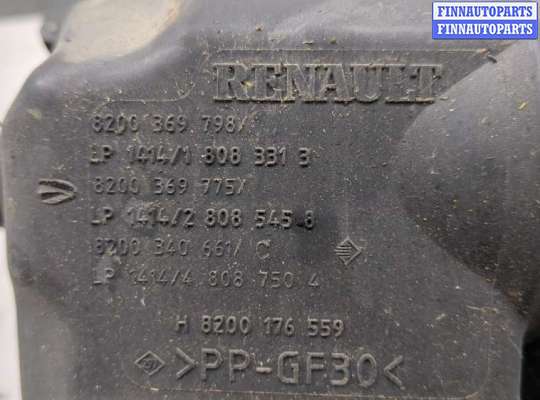 FINNAUTOPARTS
FINNAUTOPARTS
RENAULT
8200 369 798/
LP 1414/1 808 331 3
8200 369 775/
LP 1414/2 808 545 8
8200 340 661/ C
LP 1414/4 808 750 4
H 8200 176 559
>PP-GF30<